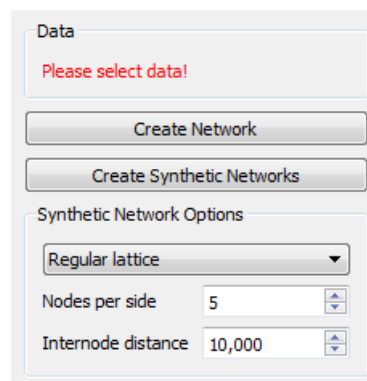 Data
Please select data!
Create Network
Create Synthetic Networks
Synthetic Network Options
Regular lattice
Nodes per side 5
Internode distance 10,000